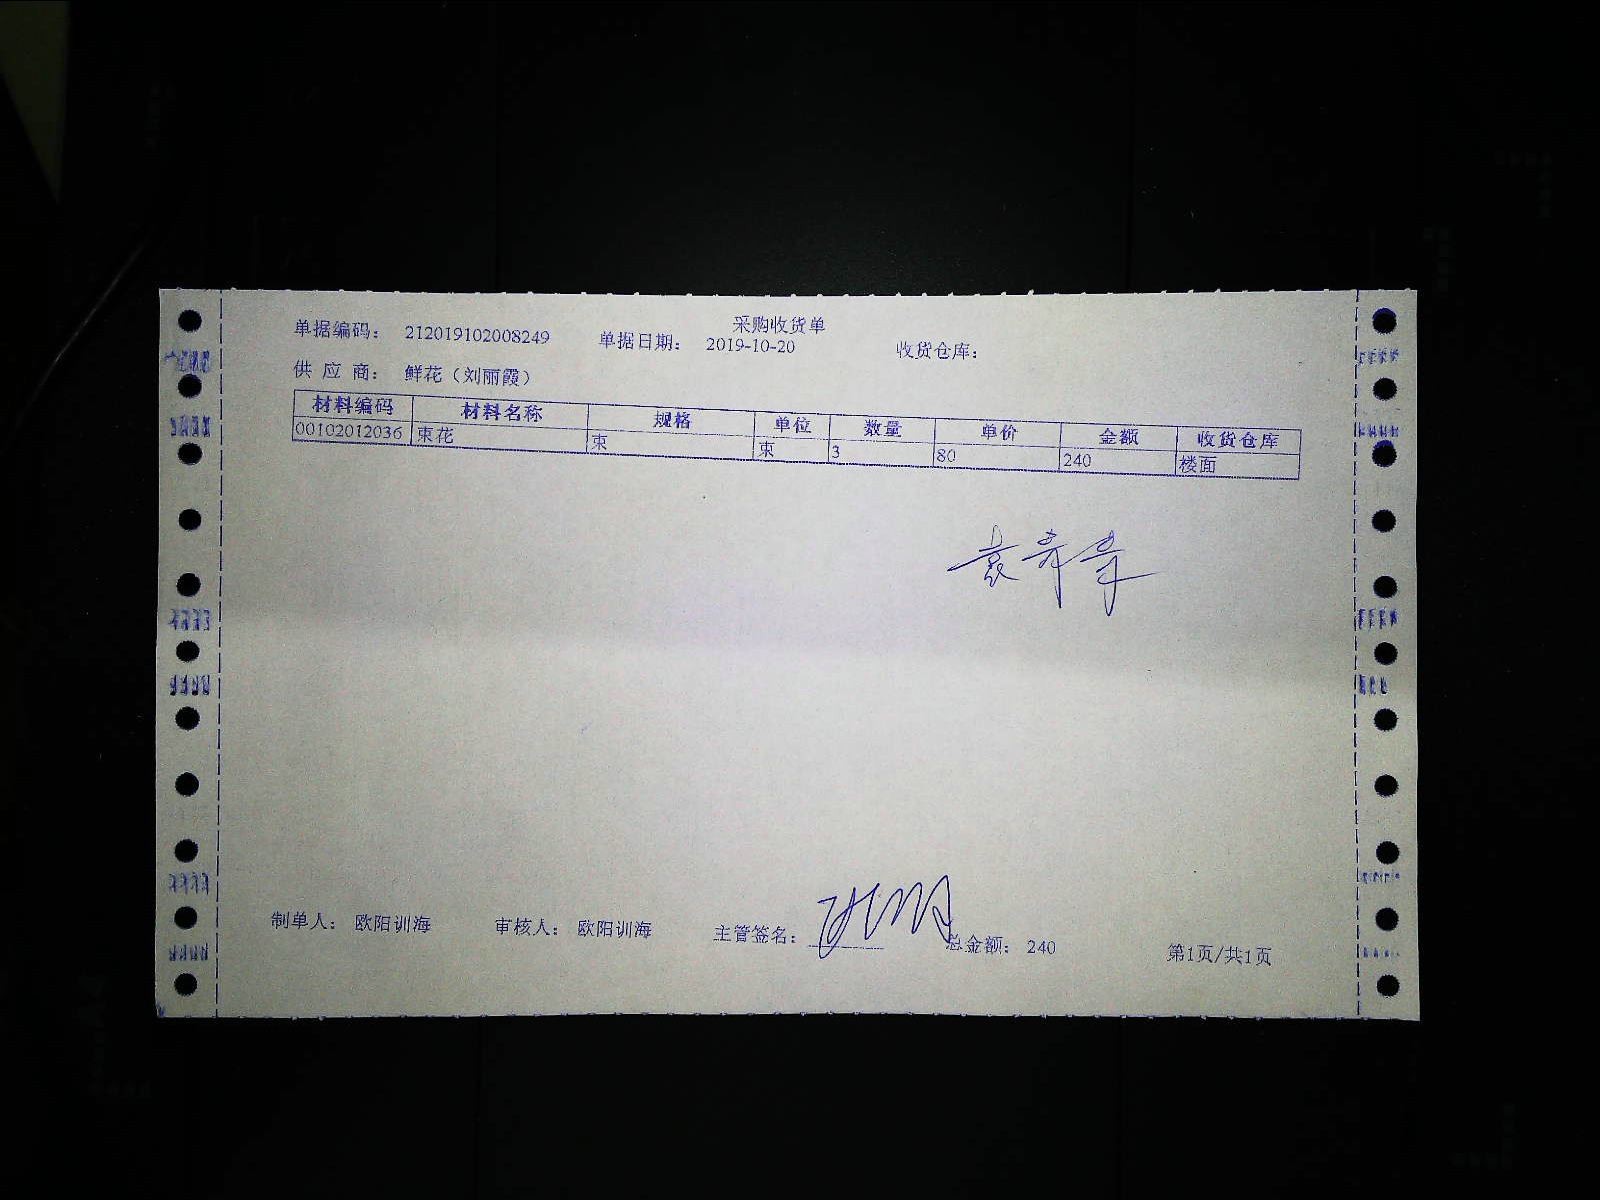 采购收货单
单据编码： 212019102008249 单据日期： 2019-10-20 收货仓库：
供 应 商： 鲜花（刘丽霞）
材料编码 材料名称 规格 单位 数量 单价 金额 收货仓库
00102012036 束花 束 束 3 80 240 楼面
制单人： 欧阳训海 审核人： 欧阳训海 主管签名： 总金额： 240 第1页/共1页